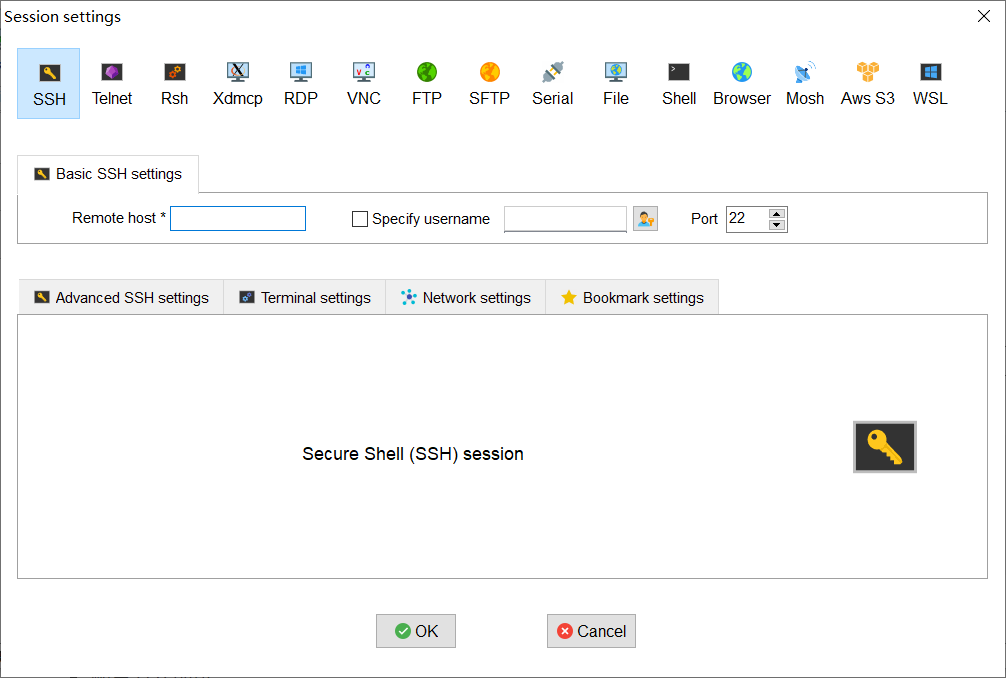 Session settings
SSH Telnet Rsh Xdmcp RDP VNC FTP SFTP Serial File Shell Browser Mosh Aws S3 WSL
Basic SSH settings
Remote host * Specify username Port 22
Advanced SSH settings Terminal settings Network settings Bookmark settings
Secure Shell (SSH) session
OK Cancel